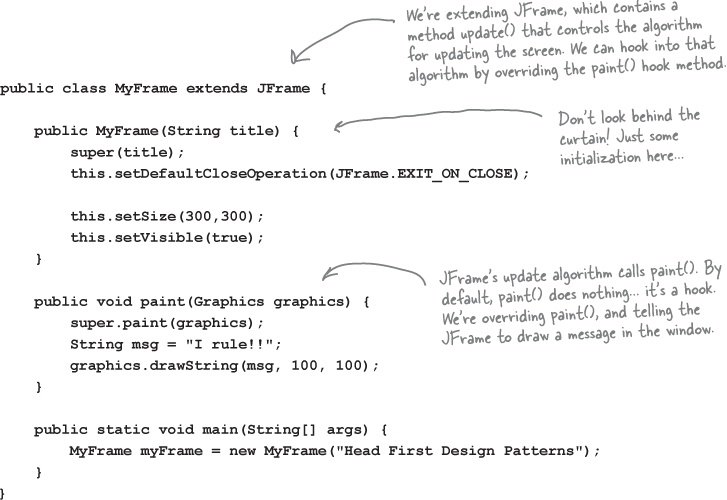 We're extending JFrame, which contains a
method update() that controls the algorithm
for updating the screen. We can hook into that
algorithm by overriding the paint() hook method.
public class MyFrame extends JFrame {
public MyFrame(String title) {
super(title);
this.setDefaultCloseOperation(JFrame.EXIT_ON_CLOSE);
this.setSize(300,300);
this.setVisible(true);
}
Don't look behind the
curtain! Just some
initialization here...
public void paint(Graphics graphics) {
super.paint(graphics);
String msg = "I rule!!";
graphics.drawString(msg, 100, 100);
}
JFrame's update algorithm calls paint(). By
default, paint() does nothing... it's a hook.
We're overriding paint(), and telling the
JFrame to draw a message in the window.
public static void main(String[] args) {
MyFrame myFrame = new MyFrame("Head First Design Patterns");
}
}